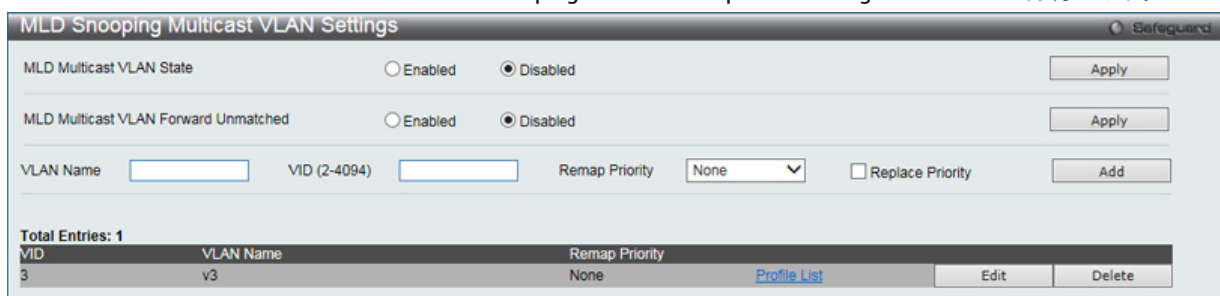 MLD Snooping Multicast VLAN Settings
Safeguard
MLD Multicast VLAN State Enabled Disabled Apply
MLD Multicast VLAN Forward Unmatched Enabled Disabled Apply
VLAN Name VID (2-4094) Remap Priority None Replace Priority Add
Total Entries: 1
VID VLAN Name Remap Priority
3 v3 None Profile List Edit Delete